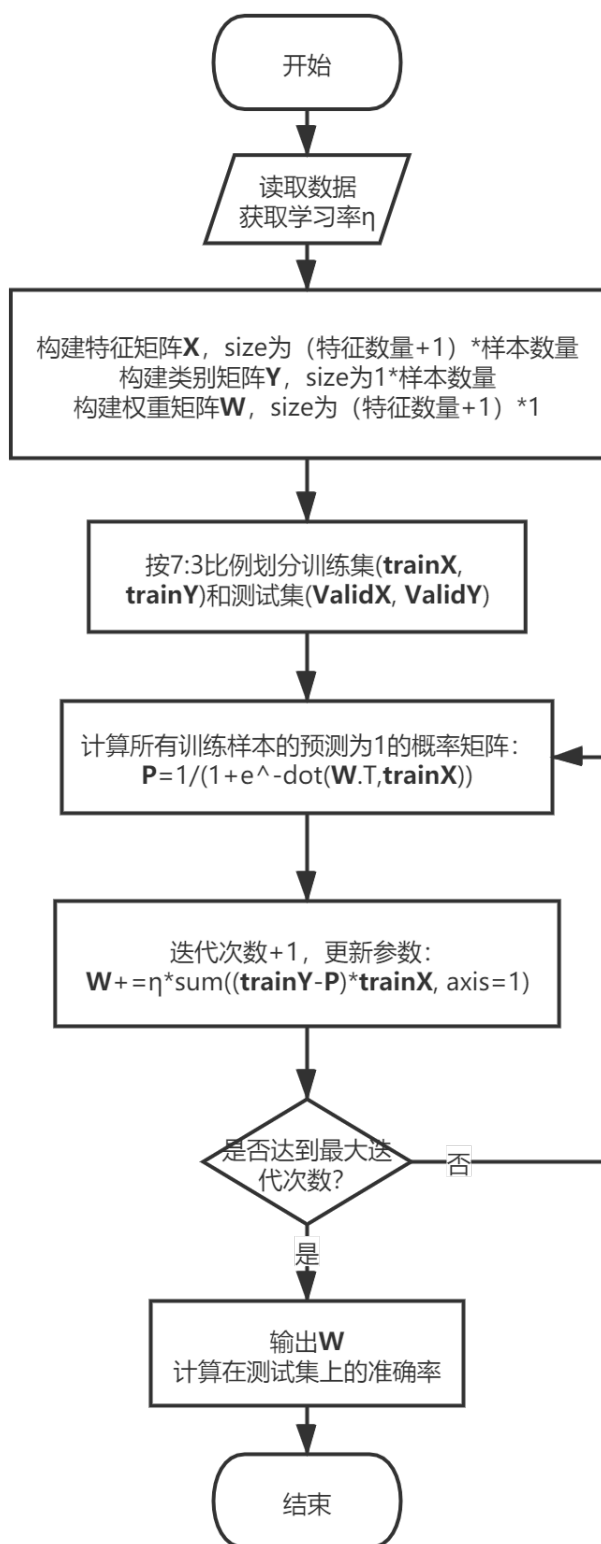 开始
读取数据
获取学习率η
构建特征矩阵X，size为（特征数量+1）*样本数量
构建类别矩阵Y，size为1*样本数量
构建权重矩阵W，size为（特征数量+1）*1
按7:3比例划分训练集(trainX,
trainY)和测试集(ValidX, ValidY)
计算所有训练样本的预测为1的概率矩阵：
P=1/(1+e^-dot(W.T,trainX))
迭代次数+1，更新参数：
W+=η*sum((trainY-P)*trainX, axis=1)
是否达到最大迭
代次数？
否
是
输出W
计算在测试集上的准确率
结束